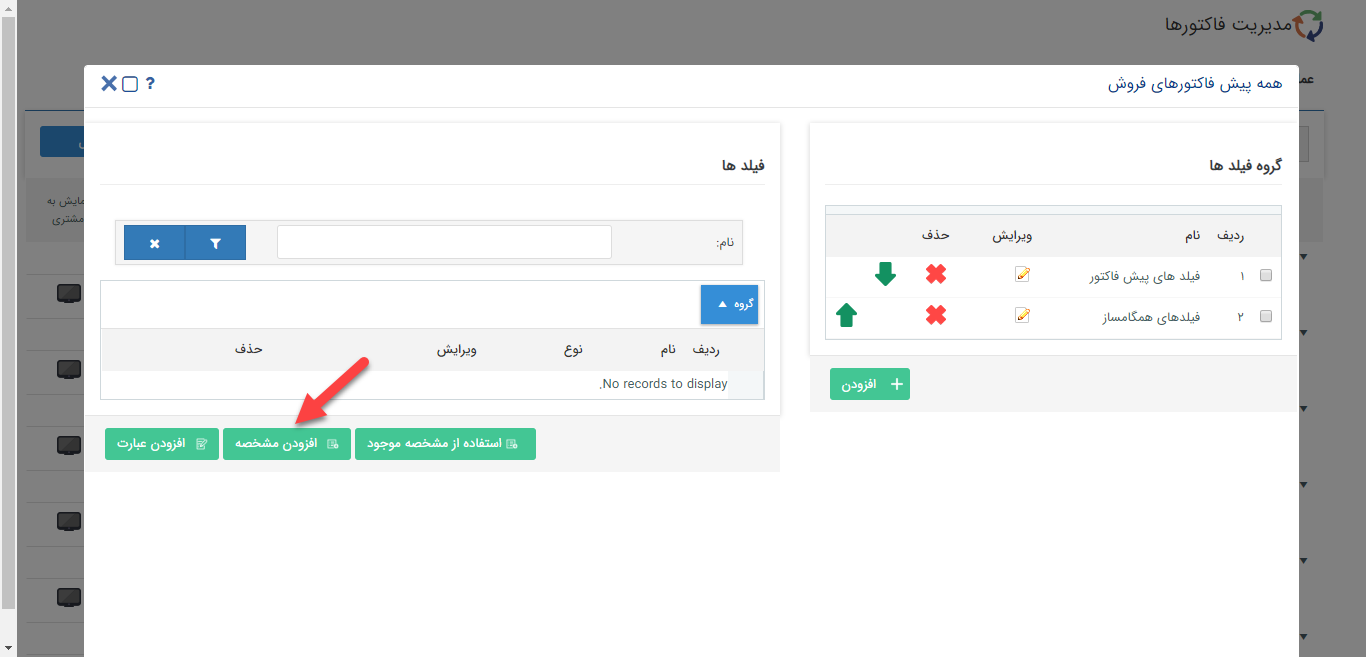 مدیریت فاکتورها
همه پیش فاکتورهای فروش
?
گروه فیلد ها
ردیف نام ویرایش حذف
۱ فیلد های پیش فاکتور
۲ فیلدهای همگامساز
افزودن
فیلد ها
نام:
گروه
ردیف نام نوع ویرایش حذف
No records to display.
استفاده از مشخصه موجود
افزودن مشخصه
افزودن عبارت
مشتری